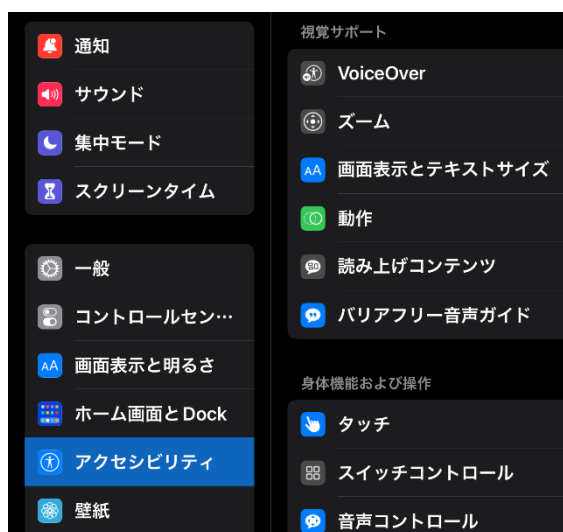 通知
サウンド
集中モード
スクリーンタイム
一般
コントロールセン…
画面表示と明るさ
ホーム画面とDock
アクセシビリティ
壁紙
視覚サポート
VoiceOver
ズーム
AA 画面表示とテキストサイズ
動作
読み上げコンテンツ
バリアフリー音声ガイド
身体機能および操作
タッチ
スイッチコントロール
音声コントロール